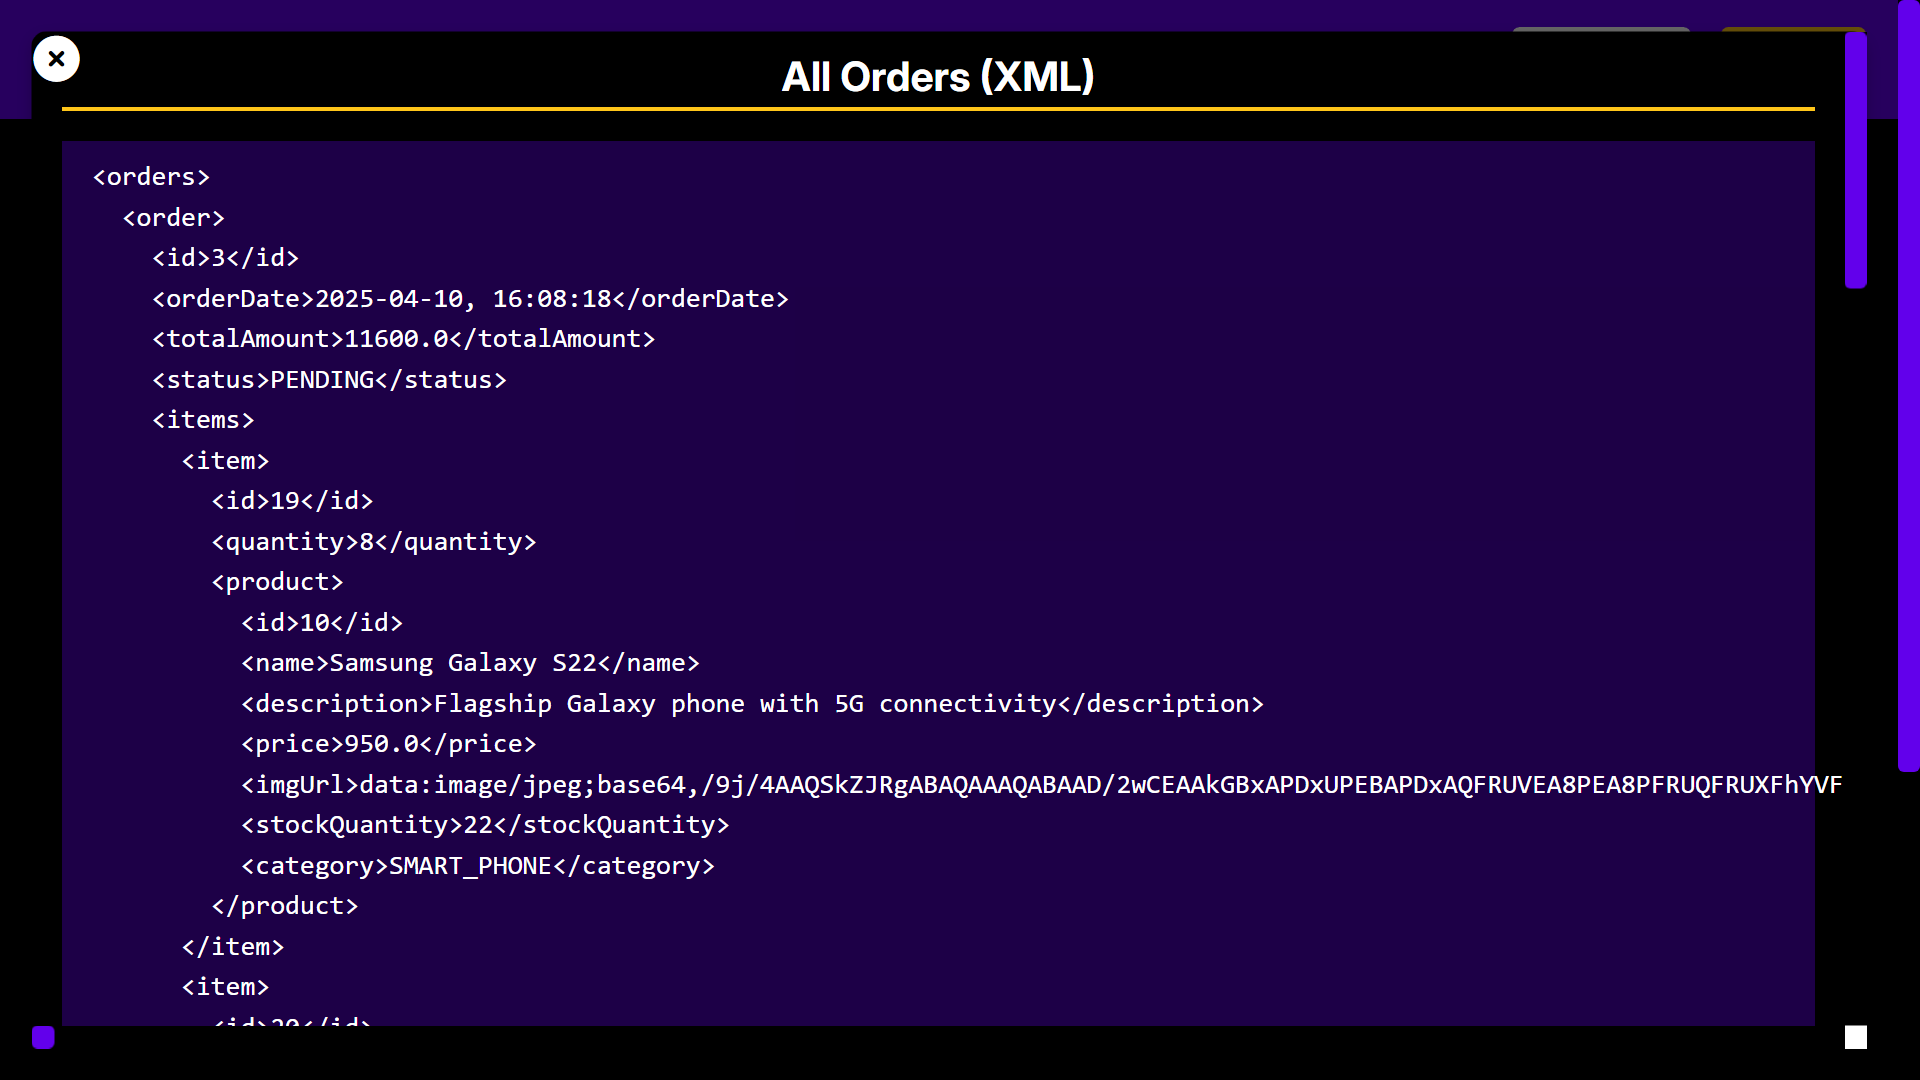 All Orders (XML)
<orders>
<order>
<id>3</id>
<orderDate>2025-04-10, 16:08:18</orderDate>
<totalAmount>11600.0</totalAmount>
<status>PENDING</status>
<items>
<item>
<id>19</id>
<quantity>8</quantity>
<product>
<id>10</id>
<name>Samsung Galaxy S22</name>
<description>Flagship Galaxy phone with 5G connectivity</description>
<price>950.0</price>
<imgUrl>data:image/jpeg;base64,/9j/4AAQSkZJRgABAQAAAQABAAD/2wCEAAkGBxAPDxUPEBAPDxAQFRUVEA8PEA8PFRUQFRUXFhYVF
<stockQuantity>22</stockQuantity>
<category>SMART_PHONE</category>
</product>
</item>
<item>
<id>20</id>